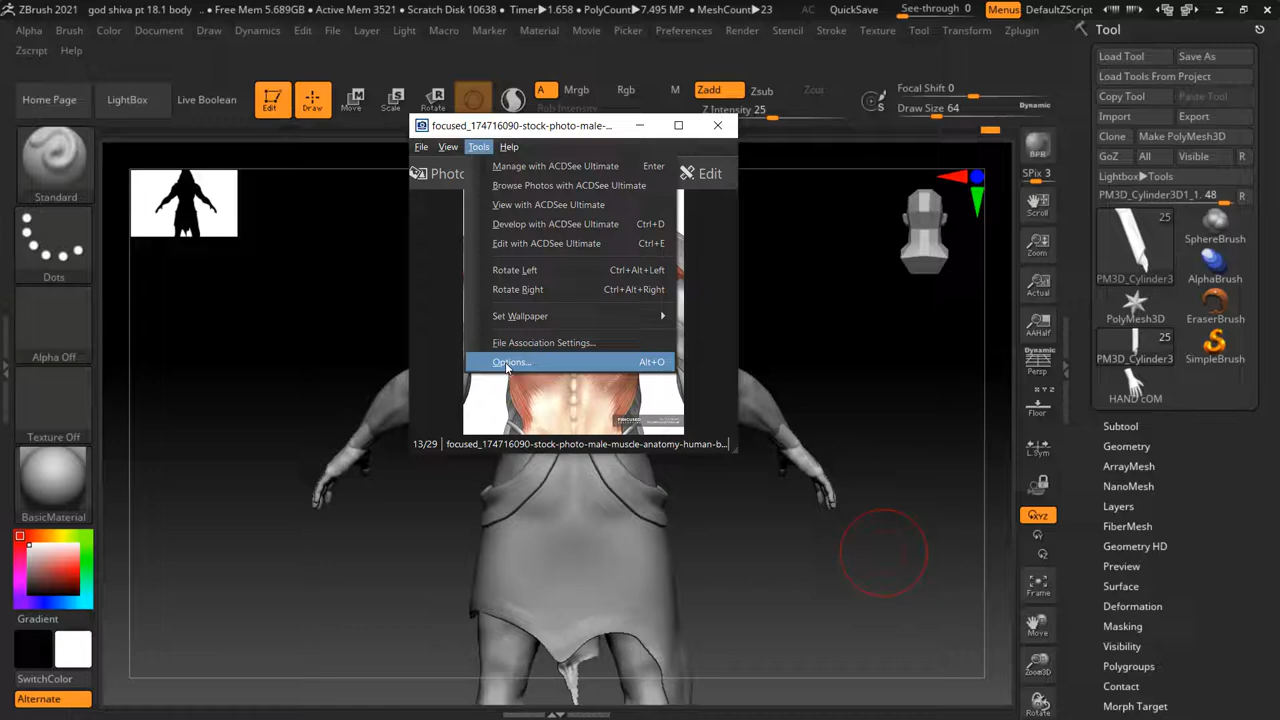 ZBrush 2021 god shiva pt 18.1 body .. • Free Mem 5.689GB • Active Mem 3521 • Scratch Disk 10638 • Timer▶1.658 • PolyCount▶7.495 MP • MeshCount▶23 AC QuickSave See-through 0 Menus DefaultZScript
Alpha Brush Color Document Draw Dynamics Edit File Layer Light Macro Marker Material Movie Picker Preferences Render Stencil Stroke Texture Tool Transform Zplugin
Zscript Help
Home Page LightBox Live Boolean Edit Draw Move Scale Rotate A Mrgb Rgb M Zadd Zsub Zcut Focal Shift 0
Rgb Intensity Z Intensity 25 Draw Size 64 Dynamic
Standard
Dots
Alpha Off
Texture Off
BasicMaterial
Gradient
SwitchColor
Alternate
focused_174716090-stock-photo-male-...
File View Tools Help
Photo Edit
Manage with ACDSee Ultimate Enter
Browse Photos with ACDSee Ultimate
View with ACDSee Ultimate
Develop with ACDSee Ultimate Ctrl+D
Edit with ACDSee Ultimate Ctrl+E
Rotate Left Ctrl+Alt+Left
Rotate Right Ctrl+Alt+Right
Set Wallpaper
File Association Settings...
Options... Alt+O
13/29 focused_174716090-stock-photo-male-muscle-anatomy-human-b...
BPR
SPix 3
Scroll
Zoom
Actual
AAHalf
Dynamic
Persp
X Y Z
Floor
L.Sym
XYZ
Y
Z
Frame
Move
Zoom3D
Rotate
Tool
Load Tool Save As
Load Tools From Project
Copy Tool Paste Tool
Import Export
Clone Make PolyMesh3D
GoZ All Visible R
Lightbox▶Tools
PM3D_Cylinder3D1_1. 48 R
25
SphereBrush
PM3D_Cylinder3
AlphaBrush
PolyMesh3D EraserBrush
25
PM3D_Cylinder3 SimpleBrush
HAND cOM
Subtool
Geometry
ArrayMesh
NanoMesh
Layers
FiberMesh
Geometry HD
Preview
Surface
Deformation
Masking
Visibility
Polygroups
Contact
Morph Target